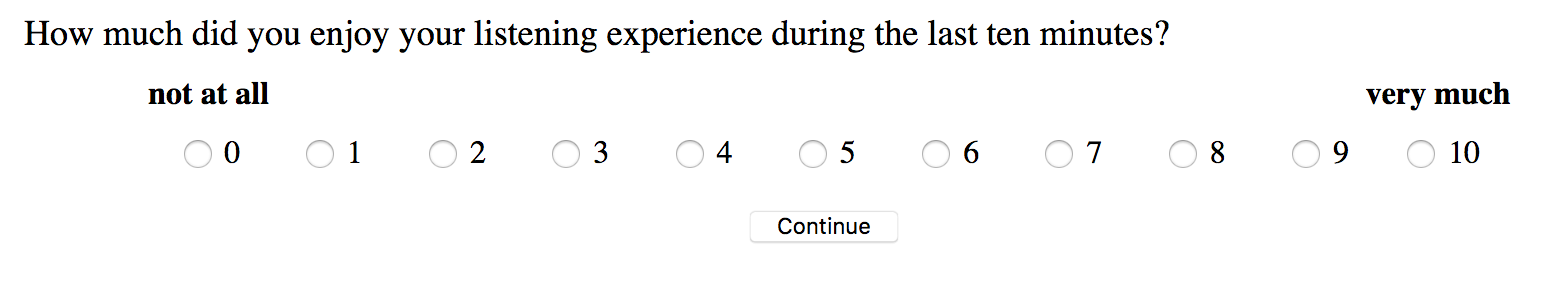 How much did you enjoy your listening experience during the last ten minutes?
not at all very much
0 1 2 3 4 5 6 7 8 9 10
Continue